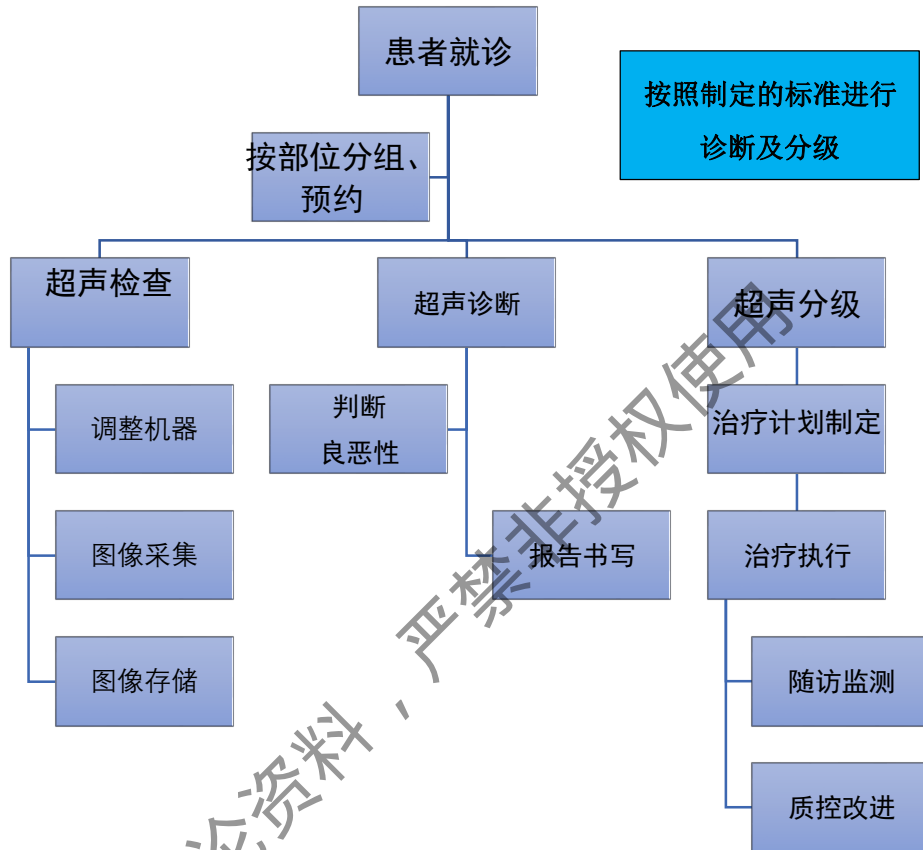 患者就诊
按照制定的标准进行
诊断及分级
按部位分组、
预约
超声检查
超声诊断
超声分级
调整机器
判断
良恶性
治疗计划制定
图像采集
报告书写
治疗执行
图像存储
随访监测
质控改进
论资料，严禁非授权使用